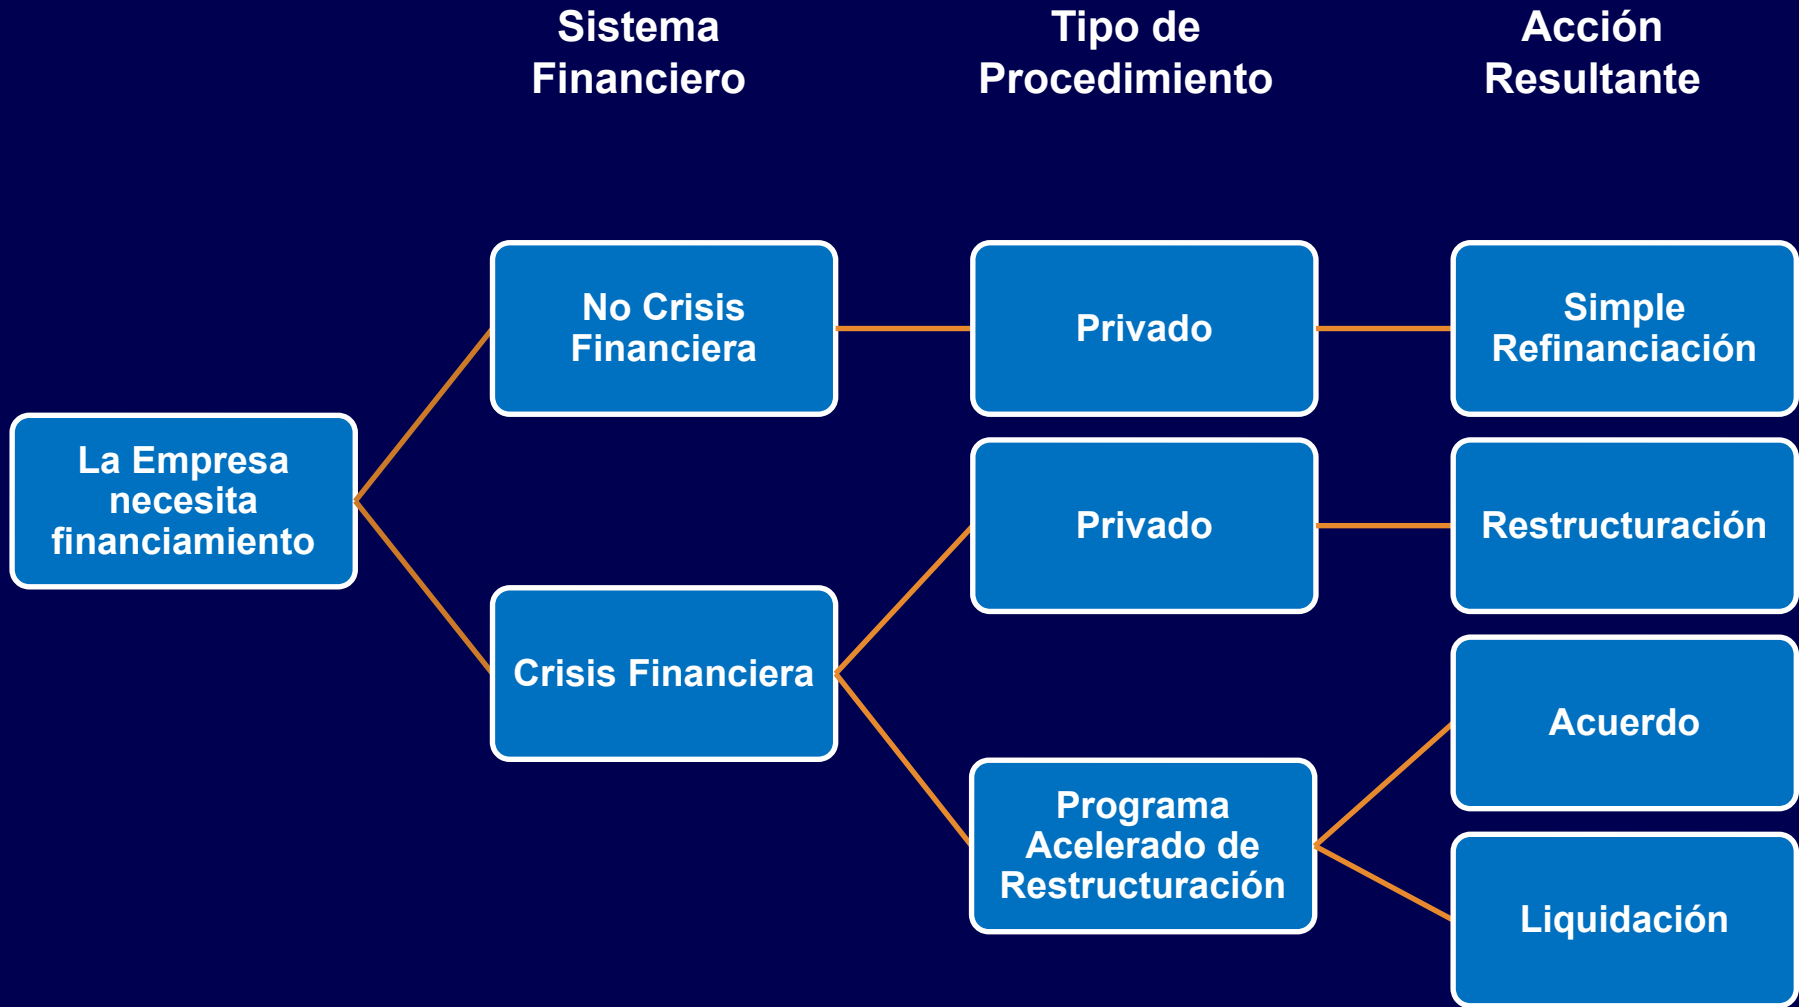 Sistema
Financiero
Tipo de
Procedimiento
Acción
Resultante
La Empresa
necesita
financiamiento
No Crisis
Financiera
Privado
Simple
Refinanciación
Crisis Financiera
Privado
Restructuración
Programa
Acelerado de
Restructuración
Acuerdo
Liquidación